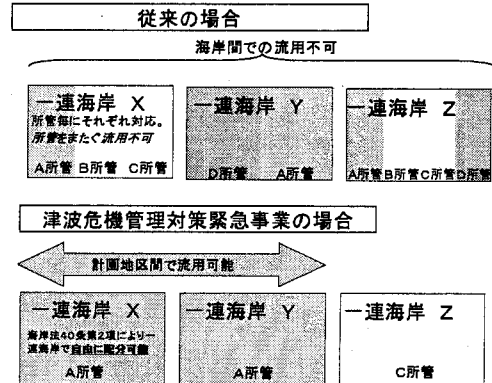 従来の場合
海岸間での流用不可
一連海岸 X
所管毎にそれぞれ対応。
所管をまたぐ流用不可
A所管 B所管 C所管
一連海岸 Y
D所管 A所管
一連海岸 Z
A所管 B所管 C所管 D所管
津波危機管理対策緊急事業の場合
計画地区間で流用可能
一連海岸 X
海岸法40条第2項により一
連海岸で自由に配分可能
A所管
一連海岸 Y
A所管
一連海岸 Z
C所管